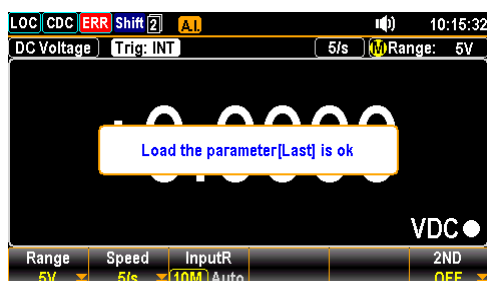 LOC CDC ERR Shift 2 A.I. 10:15:32
DC Voltage Trig: INT 5/s M Range: 5V
Load the parameter[Last] is ok
VDC
Range Speed InputR 2ND
5V 5/s 10M Auto OFF